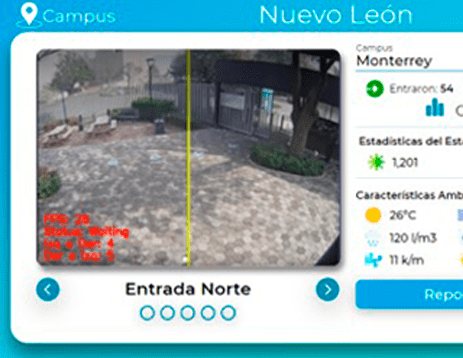 Campus
Nuevo León
Campus
Monterrey
Entraron: 54
Estadísticas del Est
1,201
Características Amb
26°C
120 l/m3
11 k/m
FPS: 28
Status: Waiting
Izq a Der: 4
Der a Izq: 5
Entrada Norte
Repo